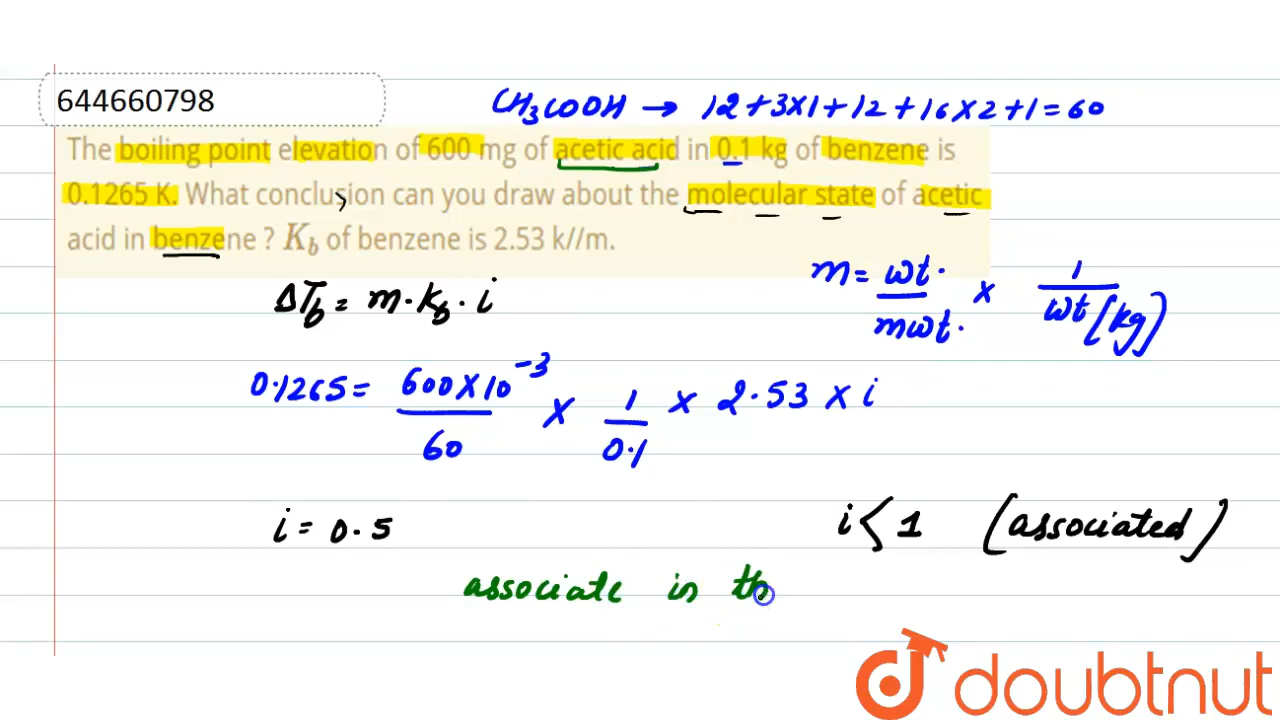 644660798
CH₃COOH → 12+3×1+12+16×2+1=60
The boiling point elevation of 600 mg of acetic acid in 0.1 kg of benzene is
0.1265 K. What conclusion can you draw about the molecular state of acetic
acid in benzene ? K_b of benzene is 2.53 k//m.
ΔT_b = m·K_b·i
m = wt. / mwt. × 1 / wt (kg)
0.1265 = 600×10⁻³ / 60 × 1 / 0.1 × 2.53 × i
i = 0.5
i < 1 (associated)
associate in th
doubtnut